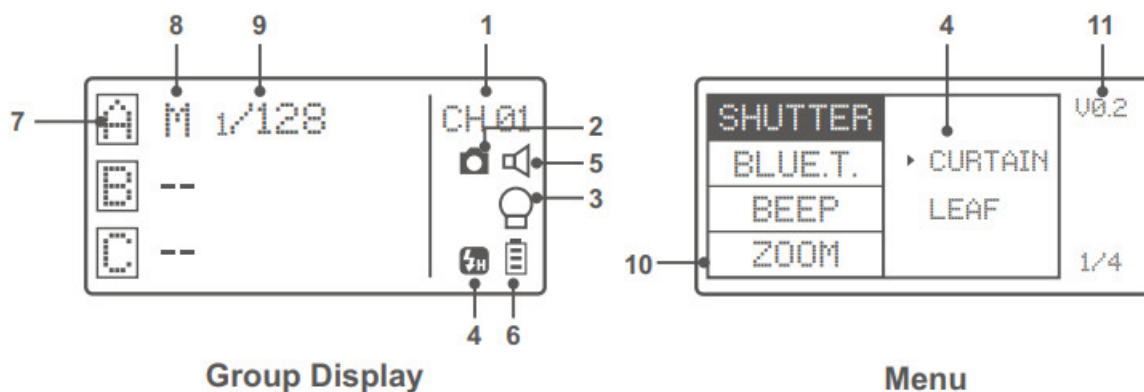 8 9 1
7 A M 1/128 CH 01
2
5
B --
3
C --
H
4 6
Group Display
4 11
SHUTTER V0.2
BLUE.T. CURTAIN
BEEP LEAF
10 ZOOM 1/4
Menu